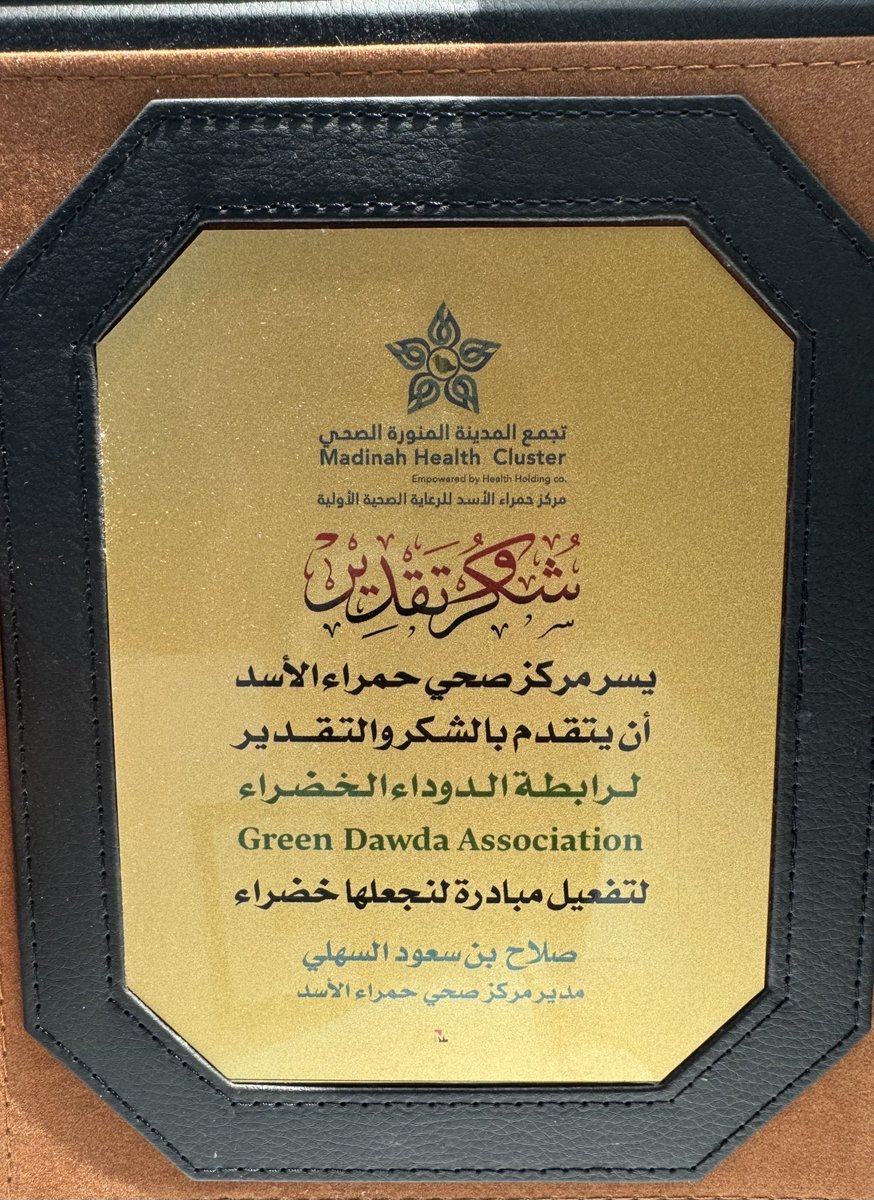 تجمع المدينة المنورة الصحي
Madinah Health Cluster
Empowered by Health Holding co.
مركز حمراء الأسد للرعاية الصحية الأولية
شكر وتقدير
يسر مركز صحي حمراء الأسد
أن يتقدم بالشكر والتقدير
لرابطة الدوداء الخضراء
Green Dawda Association
لتفعيل مبادرة لنجعلها خضراء
صلاح بن سعود السهلي
مدير مركز صحي حمراء الأسد